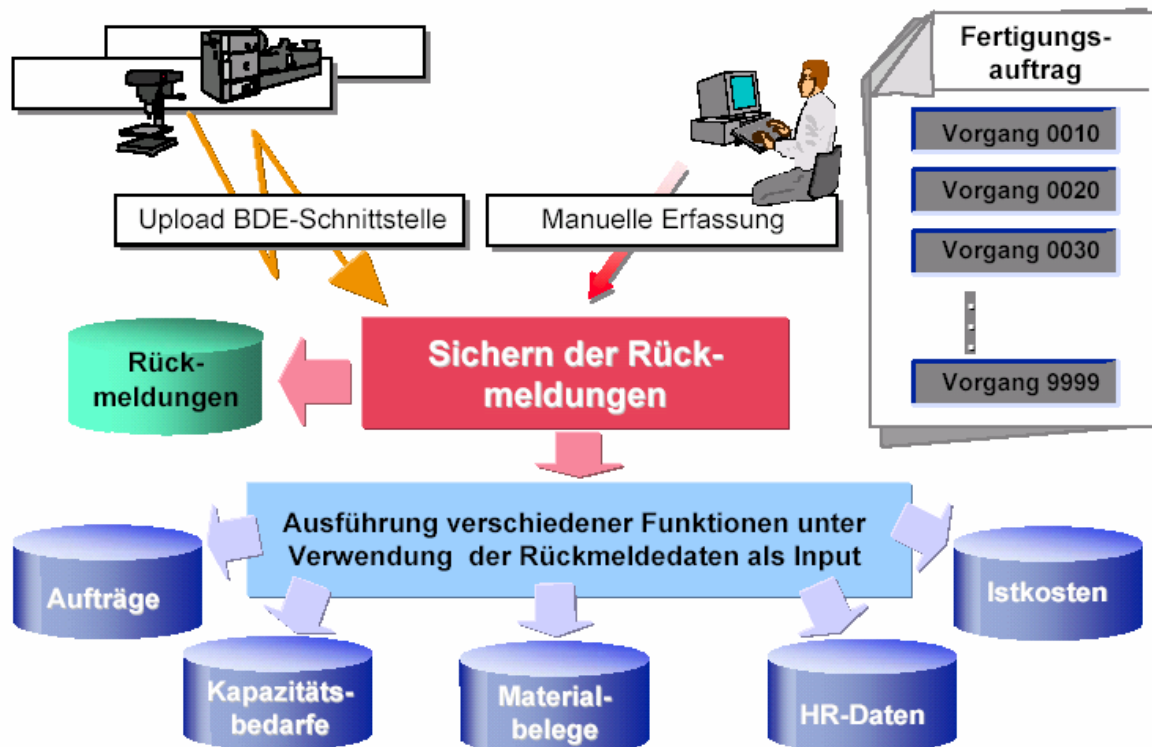 Fertigungs-
auftrag
Vorgang 0010
Vorgang 0020
Vorgang 0030
Vorgang 9999
Upload BDE-Schnittstelle
Manuelle Erfassung
Rück-
meldungen
Sichern der Rück-
meldungen
Ausführung verschiedener Funktionen unter
Verwendung der Rückmeldedaten als Input
Aufträge
Kapazitäts-
bedarfe
Material-
belege
HR-Daten
Istkosten